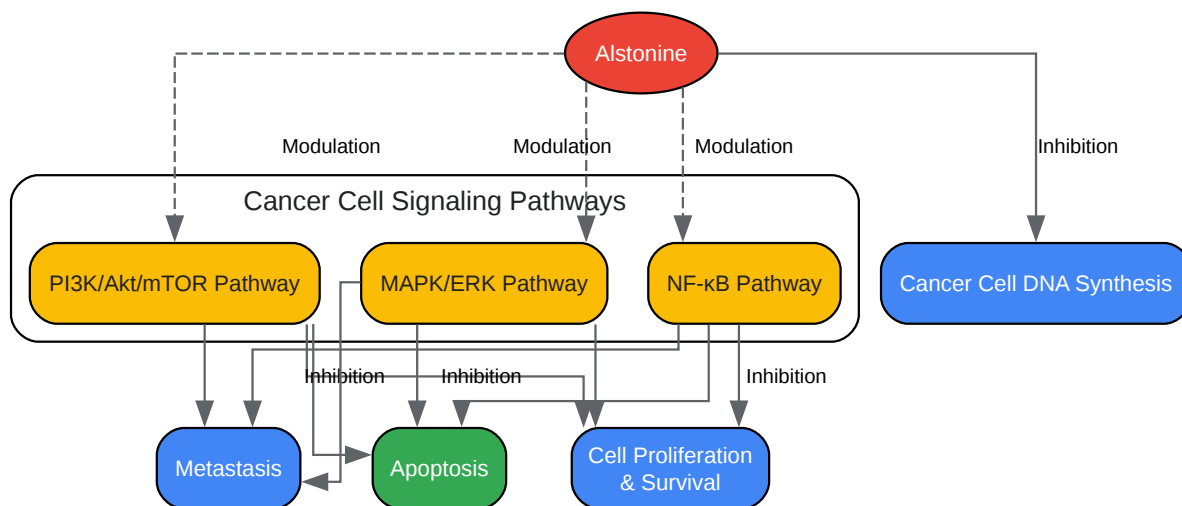 Alstonine
Modulation
Modulation
Modulation
Inhibition
Cancer Cell Signaling Pathways
PI3K/Akt/mTOR Pathway
MAPK/ERK Pathway
NF-κB Pathway
Cancer Cell DNA Synthesis
Inhibition
Inhibition
Inhibition
Metastasis
Apoptosis
Cell Proliferation
& Survival